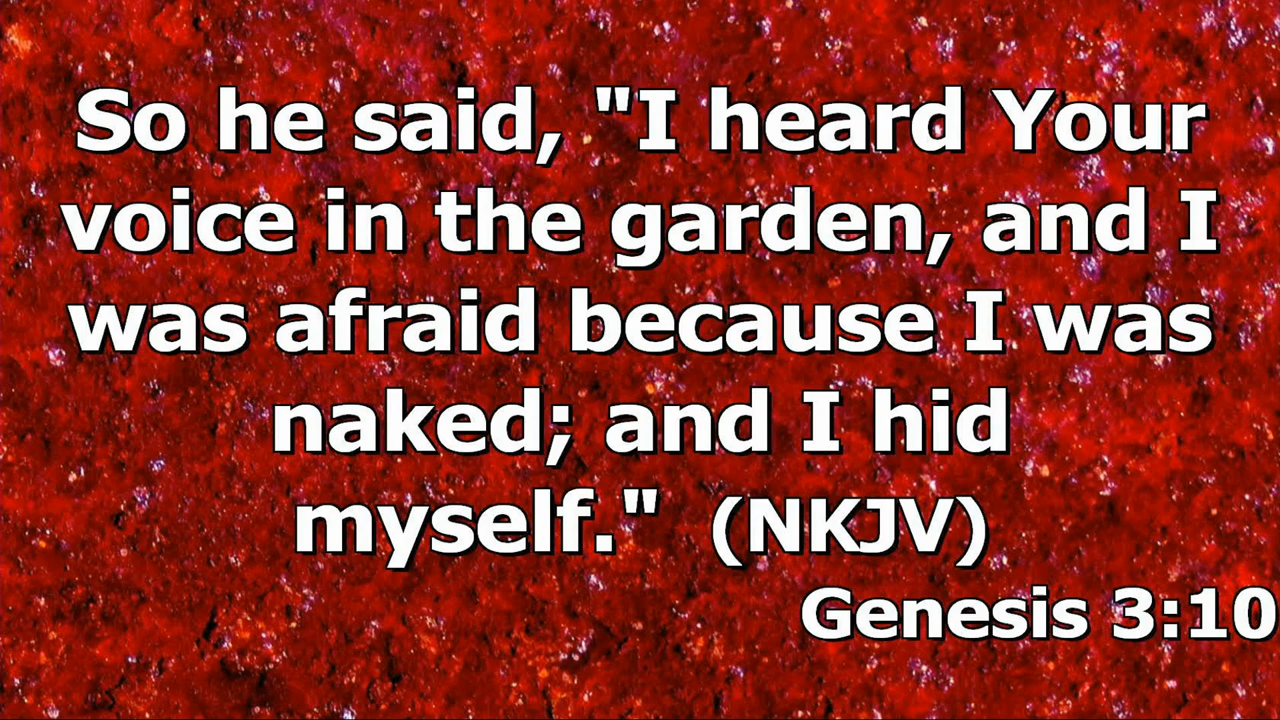 So he said, "I heard Your
voice in the garden, and I
was afraid because I was
naked; and I hid
myself." (NKJV)
Genesis 3:10